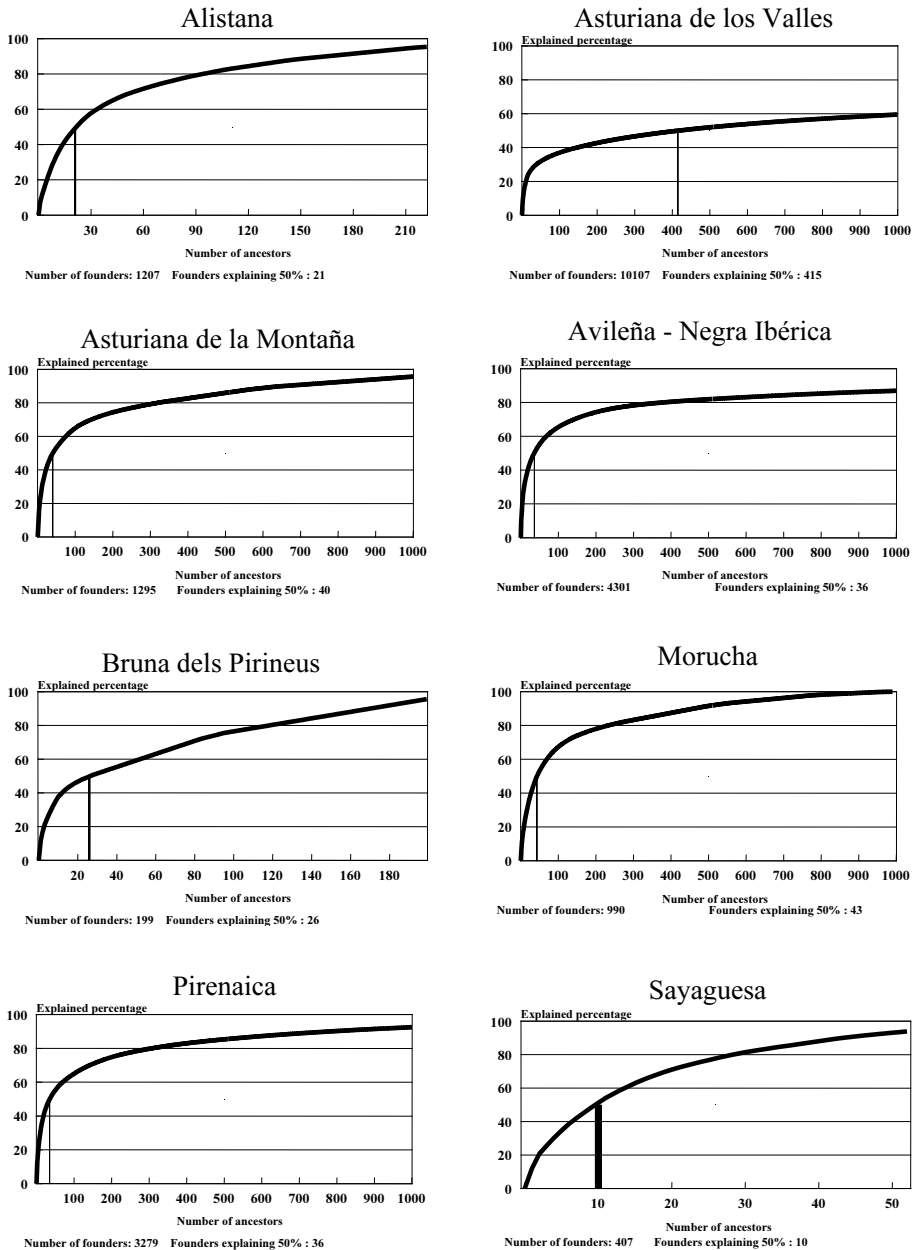 Alistana
100
80
60
40
20
0
30 60 90 120 150 180 210
Number of ancestors
Number of founders: 1207 Founders explaining 50% : 21
Asturiana de los Valles
Explained percentage
100
80
60
40
20
0
100 200 300 400 500 600 700 800 900 1000
Number of ancestors
Number of founders: 10107 Founders explaining 50% : 415
Asturiana de la Montaña
Explained percentage
100
80
60
40
20
0
100 200 300 400 500 600 700 800 900 1000
Number of ancestors
Number of founders: 1295 Founders explaining 50% : 40
Avileña - Negra Ibérica
Explained percentage
100
80
60
40
20
0
100 200 300 400 500 600 700 800 900 1000
Number of ancestors
Number of founders: 4301 Founders explaining 50% : 36
Bruna dels Pirineus
Explained percentage
100
80
60
40
20
0
20 40 60 80 100 120 140 160 180
Number of ancestors
Number of founders: 199 Founders explaining 50% : 26
Morucha
Explained percentage
100
80
60
40
20
0
100 200 300 400 500 600 700 800 900 1000
Number of ancestors
Number of founders: 990 Founders explaining 50% : 43
Pirenaica
Explained percentage
100
80
60
40
20
0
100 200 300 400 500 600 700 800 900 1000
Number of ancestors
Number of founders: 3279 Founders explaining 50% : 36
Sayaguesa
Explained percentage
100
80
60
40
20
0
10 20 30 40 50
Number of ancestors
Number of founders: 407 Founders explaining 50% : 10